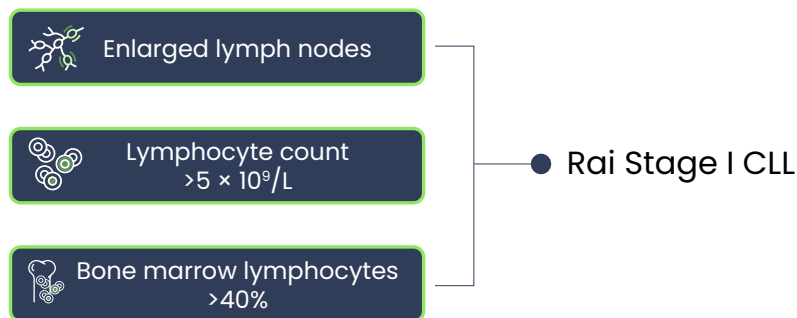 Enlarged lymph nodes
Lymphocyte count
>5 × 10⁹/L
Bone marrow lymphocytes
>40%
Rai Stage I CLL